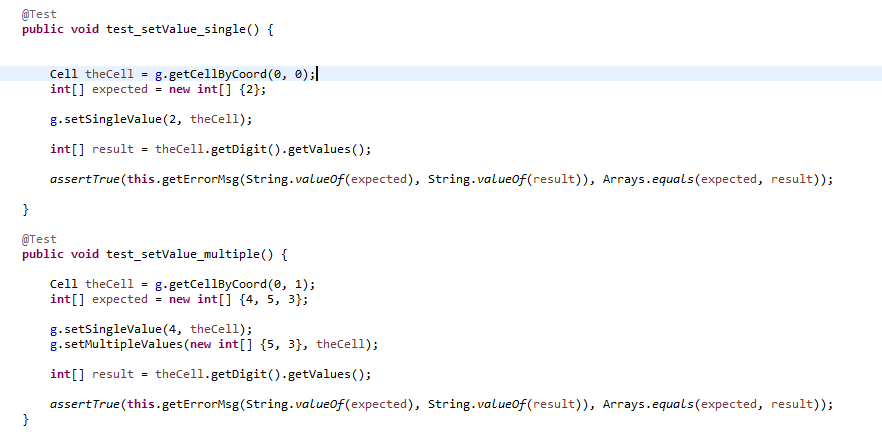 @Test
public void test_setValue_single() {
Cell theCell = g.getCellByCoord(0, 0);
int[] expected = new int[] {2};
g.setSingleValue(2, theCell);
int[] result = theCell.getDigit().getValues();
assertTrue(this.getErrorMsg(String.valueOf(expected), String.valueOf(result)), Arrays.equals(expected, result));
}
@Test
public void test_setValue_multiple() {
Cell theCell = g.getCellByCoord(0, 1);
int[] expected = new int[] {4, 5, 3};
g.setSingleValue(4, theCell);
g.setMultipleValues(new int[] {5, 3}, theCell);
int[] result = theCell.getDigit().getValues();
assertTrue(this.getErrorMsg(String.valueOf(expected), String.valueOf(result)), Arrays.equals(expected, result));
}